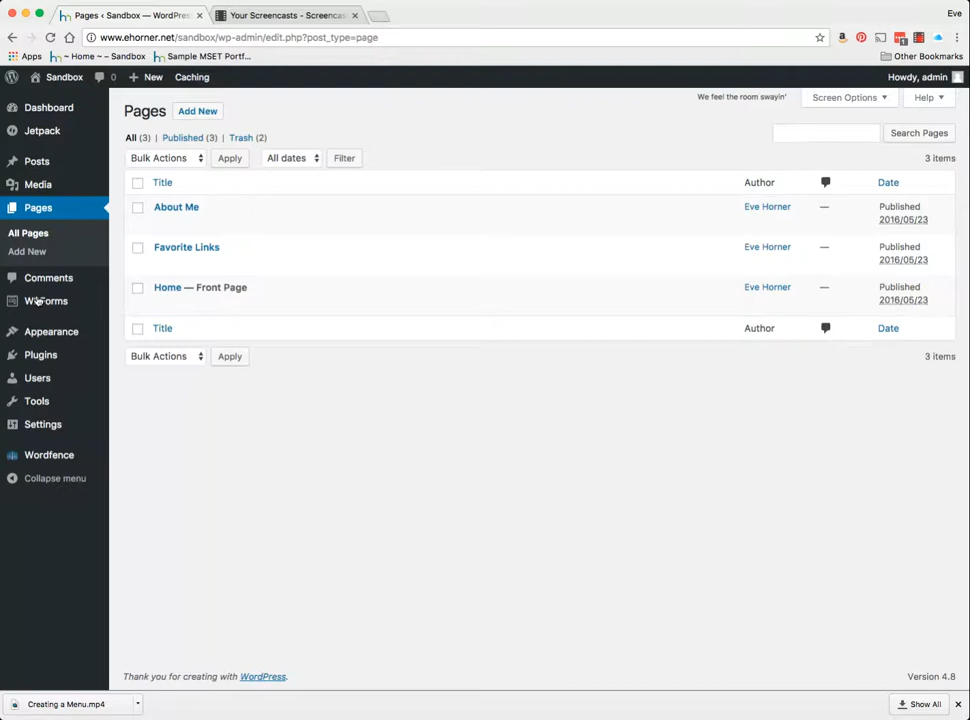 Pages ‹ Sandbox — WordPres
Your Screencasts - Screencas
Eve
www.ehorner.net/sandbox/wp-admin/edit.php?post_type=page
Apps
~ Home ~ – Sandbox
Sample MSET Portf...
Other Bookmarks
Sandbox
0
New
Caching
Howdy, admin
Dashboard
Jetpack
Posts
Media
Pages
All Pages
Add New
Comments
Appearance
Plugins
Users
Tools
Settings
Wordfence
Collapse menu
Pages
Add New
We feel the room swayin'
Screen Options
Help
All (3) | Published (3) | Trash (2)
Search Pages
Bulk Actions
Apply
All dates
Filter
3 items
Title
Author
Date
About Me
Eve Horner
—
Published
2016/05/23
Favorite Links
Eve Horner
—
Published
2016/05/23
Home — Front Page
Eve Horner
—
Published
2016/05/23
Title
Author
Date
Bulk Actions
Apply
3 items
Thank you for creating with WordPress.
Version 4.8
Creating a Menu.mp4
Show All